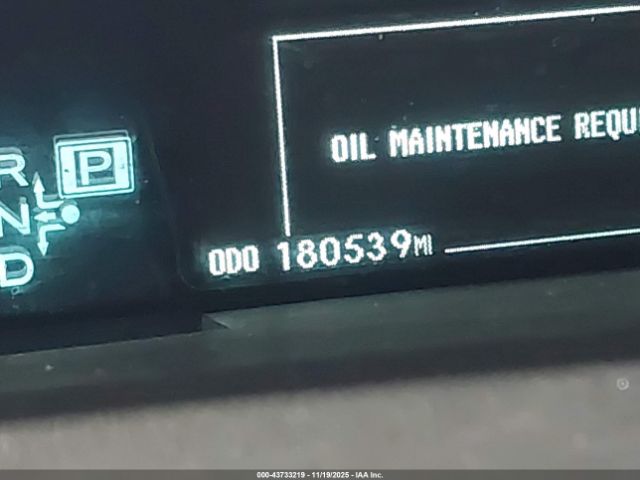 OIL MAINTENANCE REQU
R
P
N
D
ODO 180539MI
000-43733219 - 11/19/2025 - IAA Inc.